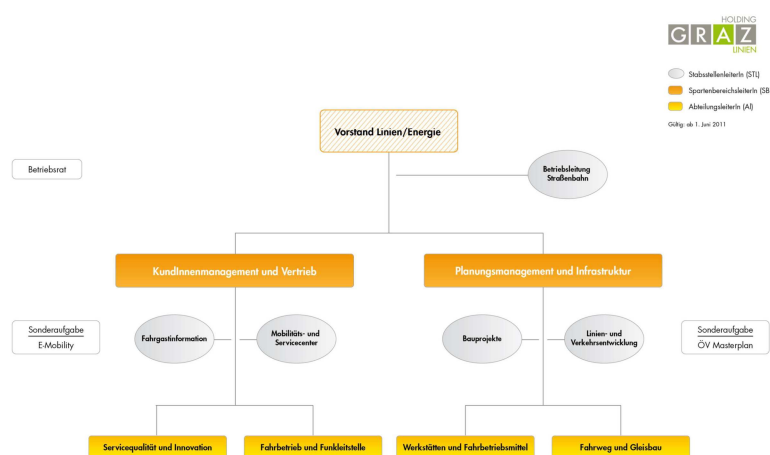 HOLDING
GRAZ
LINIEN
StabsstellenleiterIn (STL)
SpartenbereichsleiterIn (SB
AbteilungsleiterIn (Al)
Gültig: ab 1. Juni 2011
Vorstand Linien/Energie
Betriebsrat
Betriebsleitung
Straßenbahn
KundInnenmanagement und Vertrieb
Planungsmanagement und Infrastruktur
Sonderaufgabe
E-Mobility
Fahrgastinformation
Mobilitäts- und
Servicecenter
Bauprojekte
Linien- und
Verkehrsentwicklung
Sonderaufgabe
ÖV Masterplan
Servicequalität und Innovation
Fahrbetrieb und Funkleitstelle
Werkstätten und Fahrbetriebsmittel
Fahrweg und Gleisbau